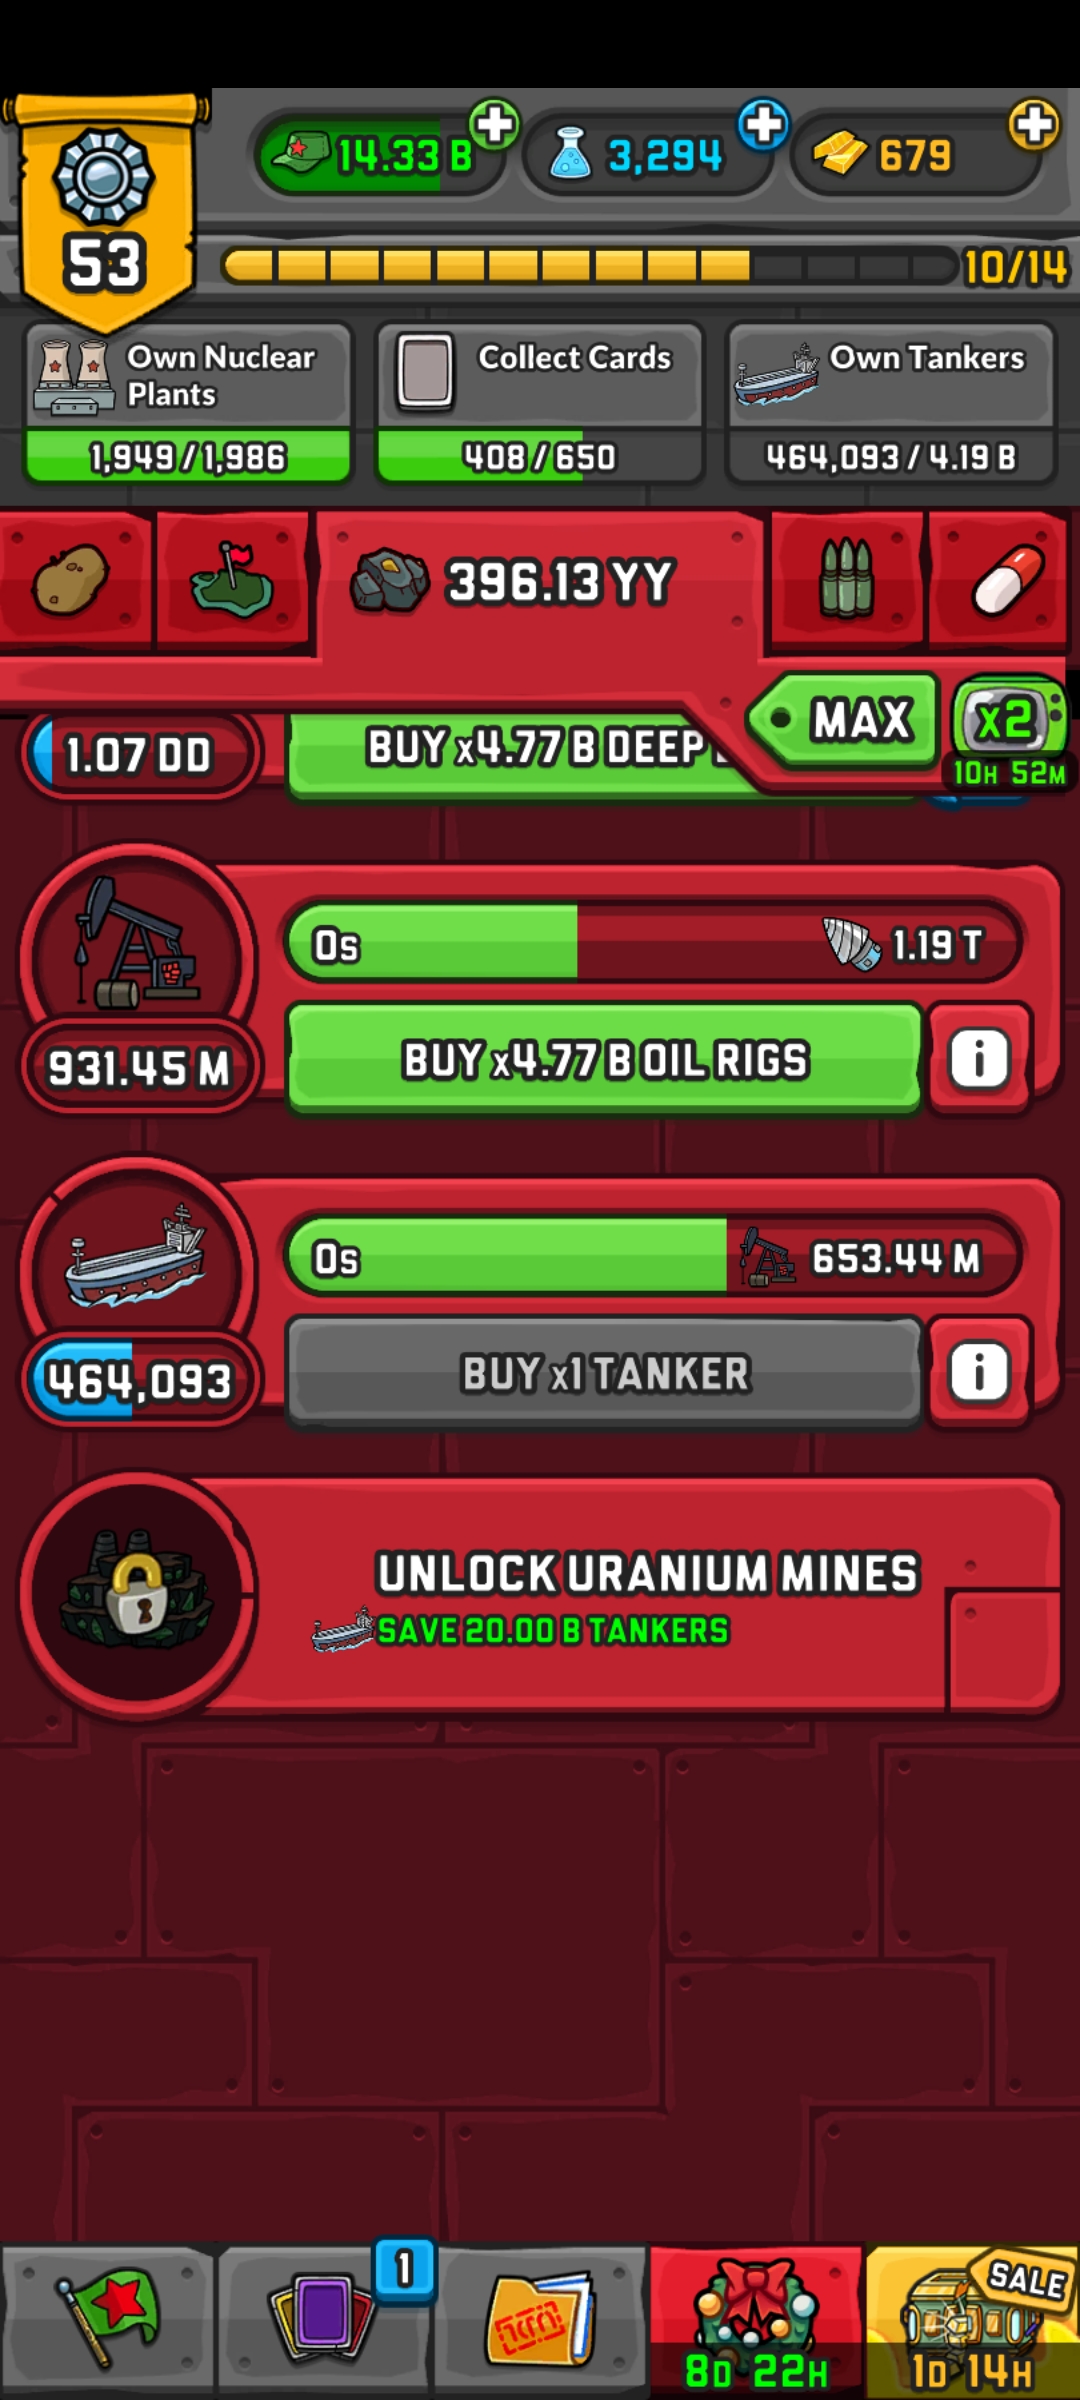 14.33 B
3,294
679
53
10/14
Own Nuclear
Plants
1,949/1,986
Collect Cards
408/650
Own Tankers
464,093/4.19 B
396.13 YY
MAX
x2
10H 52M
1.07 DD
BUY x4.77 B DEEP
0s
1.19 T
931.45 M
BUY x4.77 B OIL RIGS
i
0s
653.44 M
464,093
BUY x1 TANKER
i
UNLOCK URANIUM MINES
SAVE 20.00 B TANKERS
1
SALE
8D 22H
1D 14H